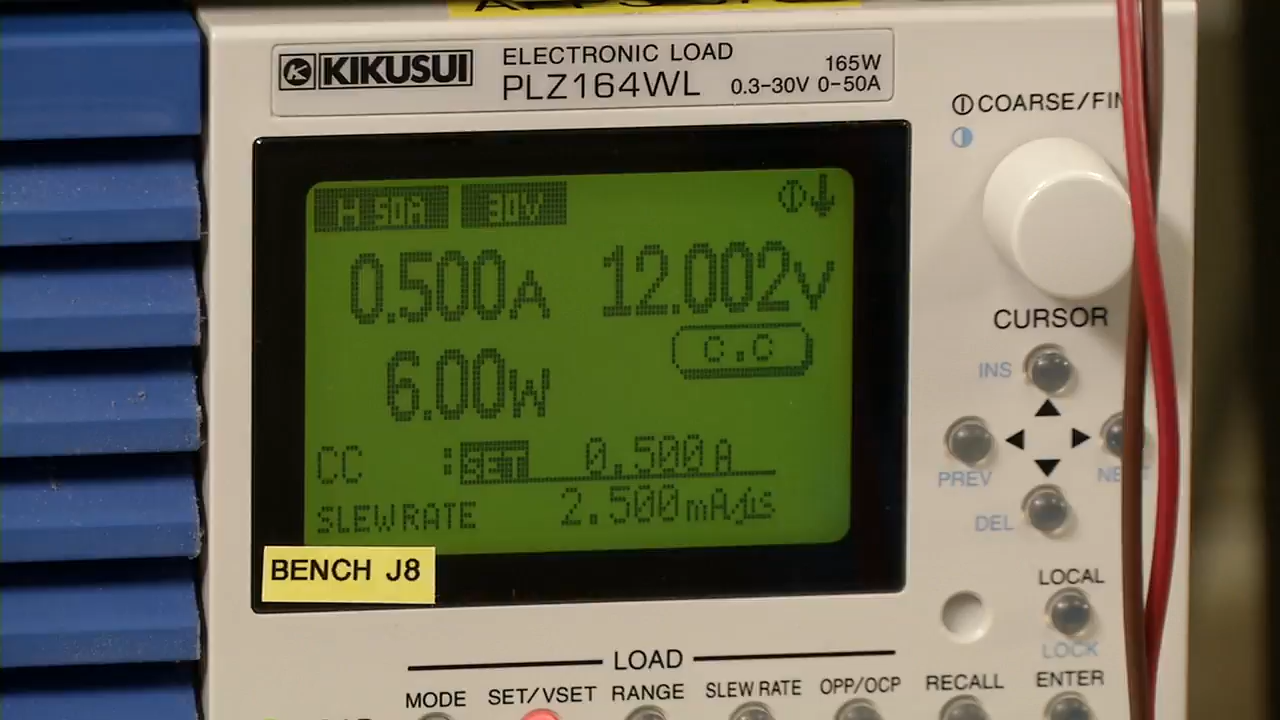 KIKUSUI
ELECTRONIC LOAD
PLZ164WL
165W
0.3–30V 0–50A
COARSE/FIN
H 50A 30V
0.500A 12.002V
C.C
6.00W
CC :SET 0.500A
SLEW RATE 2.500mA/µs
BENCH J8
CURSOR
INS
PREV
DEL
LOCAL
LOCK
LOAD
MODE SET/VSET RANGE SLEW RATE OPP/OCP RECALL ENTER